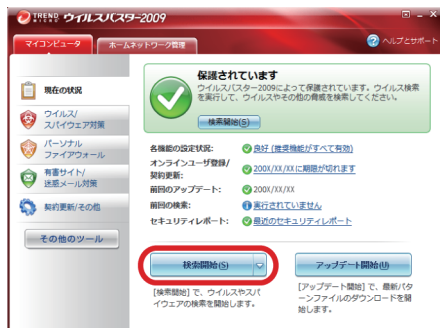 TREND MICRO ウイルスバスター2009
マイコンピュータ
ホームネットワーク管理
ヘルプとサポート
現在の状況
ウイルス/
スパイウェア対策
パーソナル
ファイアウォール
有害サイト/
迷惑メール対策
契約更新/その他
その他のツール
保護されています
ウイルスバスター2009によって保護されています。ウイルス検索
を実行して、ウイルスやその他の脅威を検索してください。
検索開始(S)
各機能の設定状況: 良好 (推奨機能がすべて有効)
オンラインユーザ登録/
契約更新: 200X/XX/XX に期限が切れます
前回のアップデート: 200X/XX/XX
前回の検索: 実行されていません
セキュリティレポート: 最近のセキュリティレポート
検索開始(S)
[検索開始] で、ウイルスやスパ
イウェアの検索を開始します。
アップデート開始(U)
[アップデート開始] で、最新パタ
ーンファイルのダウンロードを開
始します。